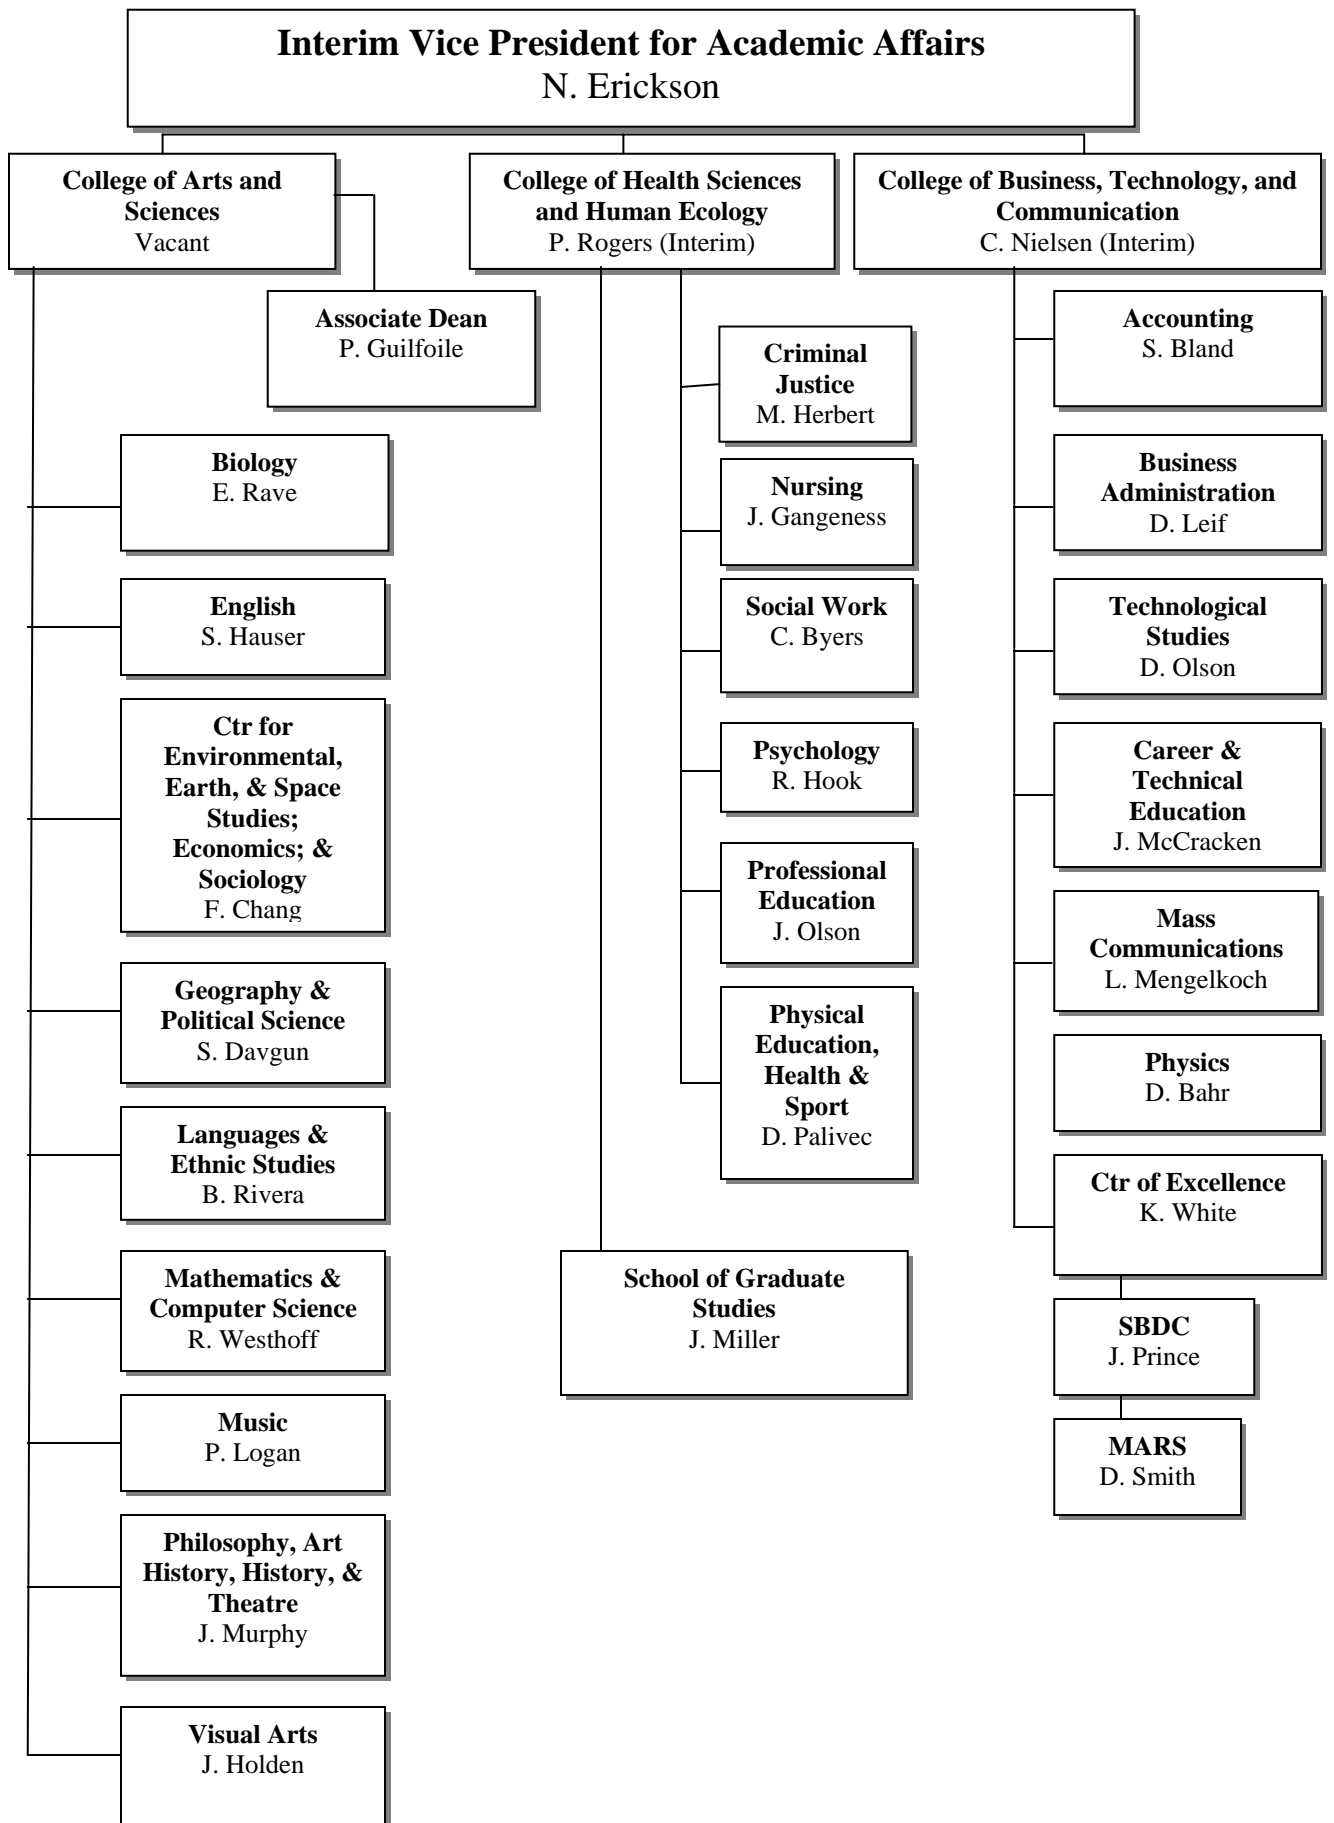 Interim Vice President for Academic Affairs
N. Erickson
College of Arts and
Sciences
Vacant
Associate Dean
P. Guilfoile
Biology
E. Rave
English
S. Hauser
Ctr for
Environmental,
Earth, & Space
Studies;
Economics; &
Sociology
F. Chang
Geography &
Political Science
S. Davgun
Languages &
Ethnic Studies
B. Rivera
Mathematics &
Computer Science
R. Westhoff
Music
P. Logan
Philosophy, Art
History, History, &
Theatre
J. Murphy
Visual Arts
J. Holden
College of Health Sciences
and Human Ecology
P. Rogers (Interim)
Criminal
Justice
M. Herbert
Nursing
J. Gangeness
Social Work
C. Byers
Psychology
R. Hook
Professional
Education
J. Olson
Physical
Education,
Health &
Sport
D. Palivec
School of Graduate
Studies
J. Miller
College of Business, Technology, and
Communication
C. Nielsen (Interim)
Accounting
S. Bland
Business
Administration
D. Leif
Technological
Studies
D. Olson
Career &
Technical
Education
J. McCracken
Mass
Communications
L. Mengelkoch
Physics
D. Bahr
Ctr of Excellence
K. White
SBDC
J. Prince
MARS
D. Smith